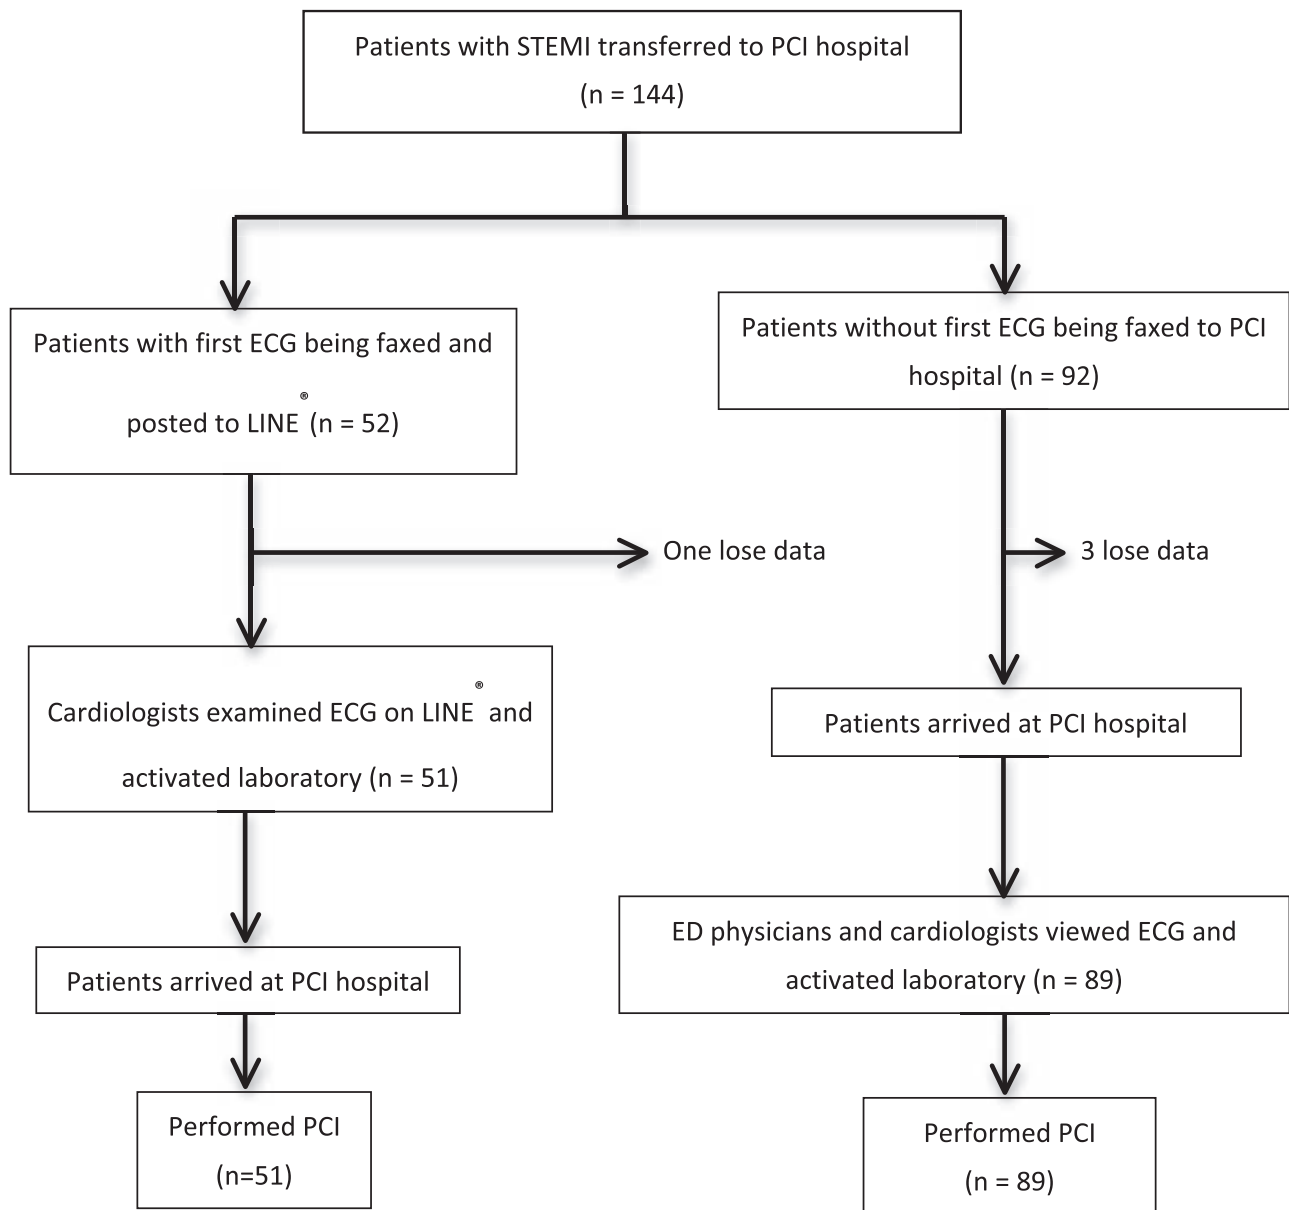 Patients with STEMI transferred to PCI hospital
(n = 144)
Patients with first ECG being faxed and
posted to LINE® (n = 52)
Patients without first ECG being faxed to PCI
hospital (n = 92)
One lose data
3 lose data
Cardiologists examined ECG on LINE® and
activated laboratory (n = 51)
Patients arrived at PCI hospital
ED physicians and cardiologists viewed ECG and
activated laboratory (n = 89)
Patients arrived at PCI hospital
Performed PCI
(n=51)
Performed PCI
(n = 89)